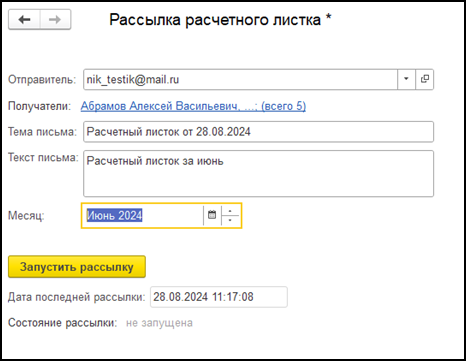 Рассылка расчетного листка *
Отправитель: nik_testik@mail.ru
Получатели: Абрамов Алексей Васильевич, ...; (всего 5)
Тема письма: Расчетный листок от 28.08.2024
Текст письма: Расчетный листок за июнь
Месяц: Июнь 2024
Запустить рассылку
Дата последней рассылки: 28.08.2024 11:17:08
Состояние рассылки: не запущена